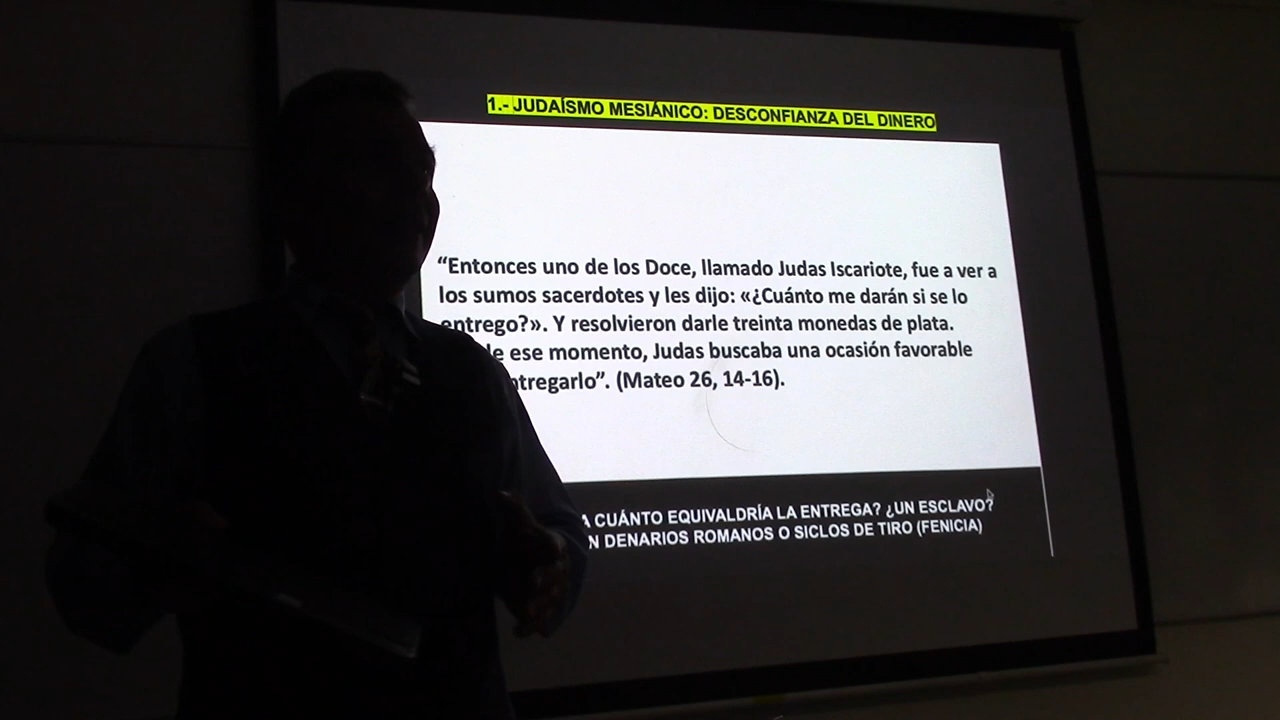 1.- JUDAÍSMO MESIÁNICO: DESCONFIANZA DEL DINERO
“Entonces uno de los Doce, llamado Judas Iscariote, fue a ver a
los sumos sacerdotes y les dijo: «¿Cuánto me darán si se lo
entrego?». Y resolvieron darle treinta monedas de plata.
ese momento, Judas buscaba una ocasión favorable
(Mateo 26, 14-16).
A CUÁNTO EQUIVALDRÍA LA ENTREGA? ¿UN ESCLAVO?
DENARIOS ROMANOS O SICLOS DE TIRO (FENICIA)